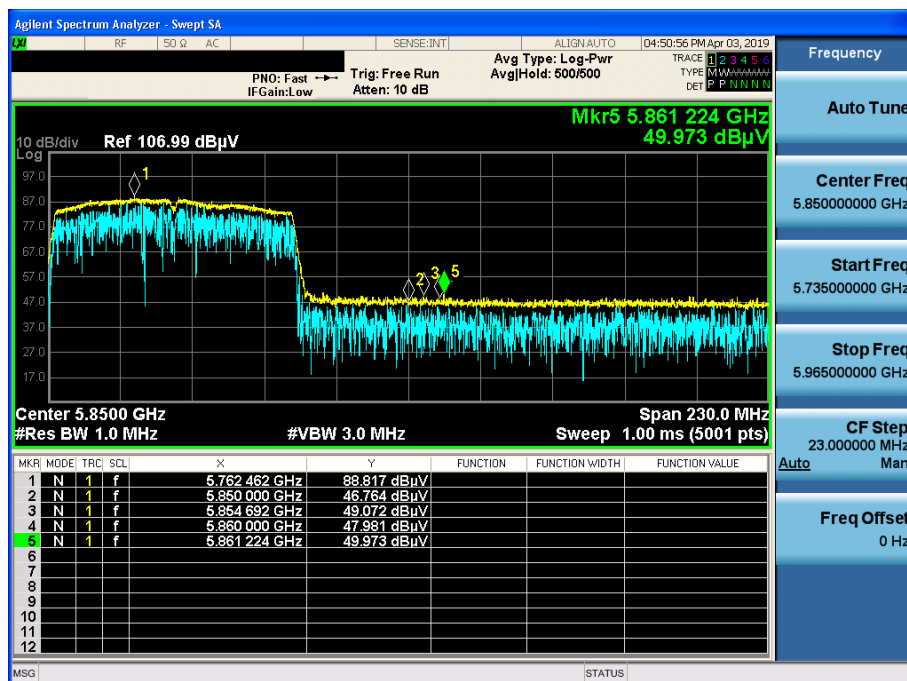 Agilent Spectrum Analyzer - Swept SA
LXI RF 50 Ω AC SENSE:INT ALIGN AUTO 04:50:56 PM Apr 03, 2019
PNO: Fast Trig: Free Run Avg Type: Log-Pwr TRACE 1 2 3 4 5 6
IFGain:Low Atten: 10 dB Avg|Hold: 500/500 TYPE M W
DET P P N N N N
Mkr5 5.861 224 GHz
49.973 dBµV
10 dB/div Ref 106.99 dBµV
Log
97.0
87.0
77.0
67.0
57.0
47.0
37.0
27.0
17.0
1
2 3 5
Center 5.8500 GHz Span 230.0 MHz
#Res BW 1.0 MHz #VBW 3.0 MHz Sweep 1.00 ms (5001 pts)
MKR MODE TRC SCL X Y FUNCTION FUNCTION WIDTH FUNCTION VALUE
1 N 1 f 5.762 462 GHz 88.817 dBµV
2 N 1 f 5.850 000 GHz 46.764 dBµV
3 N 1 f 5.854 692 GHz 49.072 dBµV
4 N 1 f 5.860 000 GHz 47.981 dBµV
5 N 1 f 5.861 224 GHz 49.973 dBµV
6
7
8
9
10
11
12
MSG STATUS
Frequency
Auto Tune
Center Freq
5.850000000 GHz
Start Freq
5.735000000 GHz
Stop Freq
5.965000000 GHz
CF Step
23.000000 MHz
Auto Man
Freq Offset
0 Hz